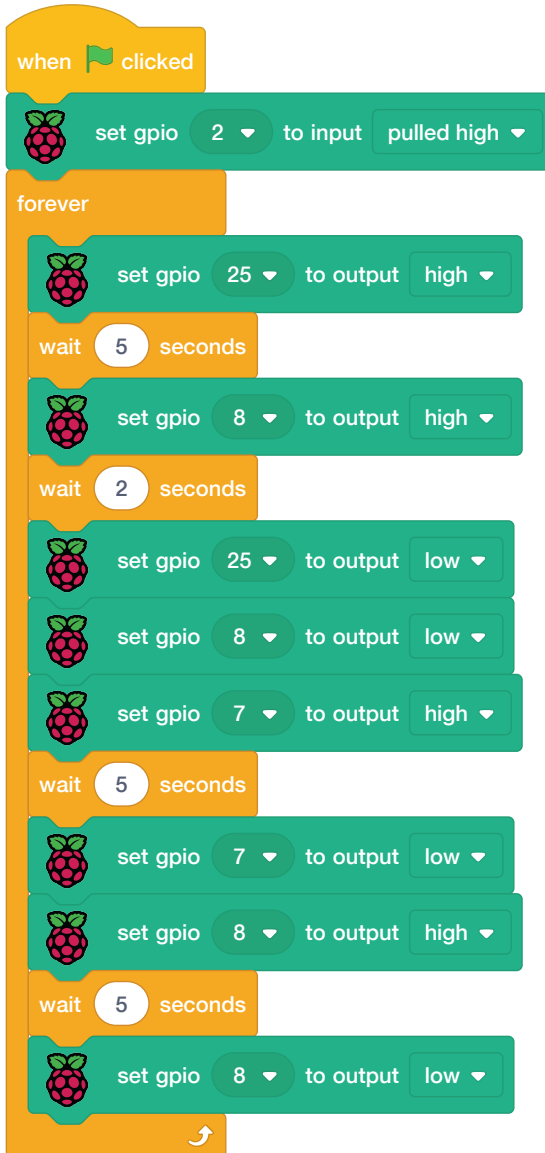 when clicked
set gpio 2 to input pulled high
forever
set gpio 25 to output high
wait 5 seconds
set gpio 8 to output high
wait 2 seconds
set gpio 25 to output low
set gpio 8 to output low
set gpio 7 to output high
wait 5 seconds
set gpio 7 to output low
set gpio 8 to output high
wait 5 seconds
set gpio 8 to output low